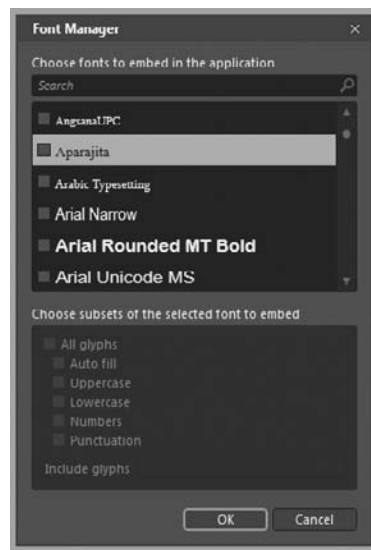 Font Manager
Choose fonts to embed in the application
Search
AngsanaUPC
Aparajita
Arabic Typesetting
Arial Narrow
Arial Rounded MT Bold
Arial Unicode MS
Choose subsets of the selected font to embed
All glyphs
Auto fill
Uppercase
Lowercase
Numbers
Punctuation
Include glyphs
OK Cancel